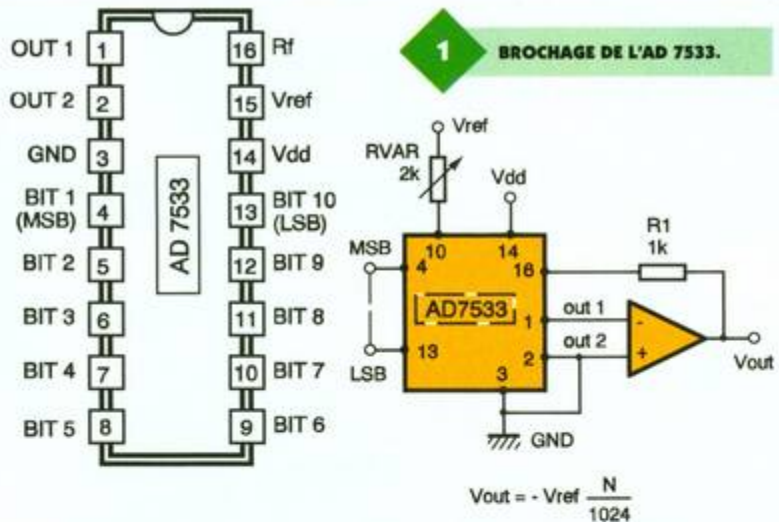 1
BROCHAGE DE L'AD 7533.
OUT 1
1
16
Rf
OUT 2
2
15
Vref
GND
3
14
Vdd
BIT 1
(MSB)
4
13
BIT 10
(LSB)
BIT 2
5
12
BIT 9
BIT 3
6
11
BIT 8
BIT 4
7
10
BIT 7
BIT 5
8
9
BIT 6
AD 7533
Vref
RVAR
2k
Vdd
R1
1k
MSB
10
14
4
16
AD7533
1
out 1
-
13
2
out 2
+
Vout
LSB
3
GND
Vout = - Vref N
1024